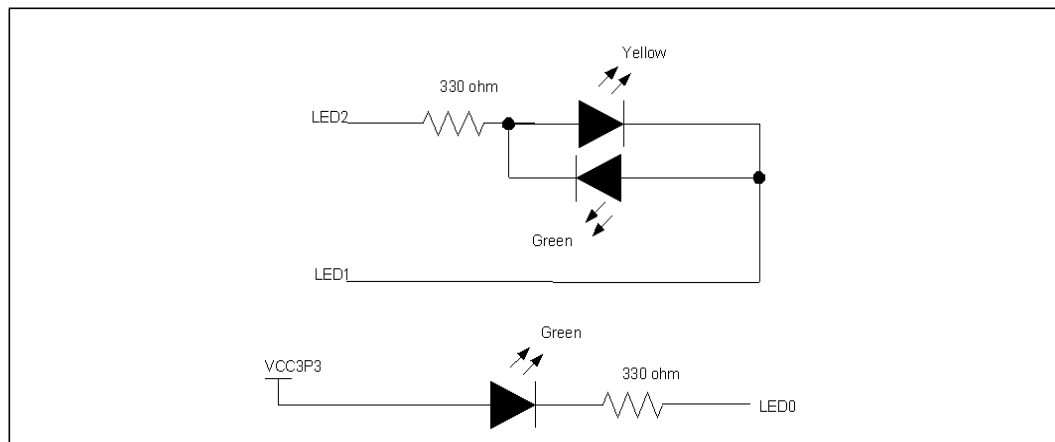 Yellow
330 ohm
LED2
Green
LED1
Green
VCC3P3
330 ohm
LED0